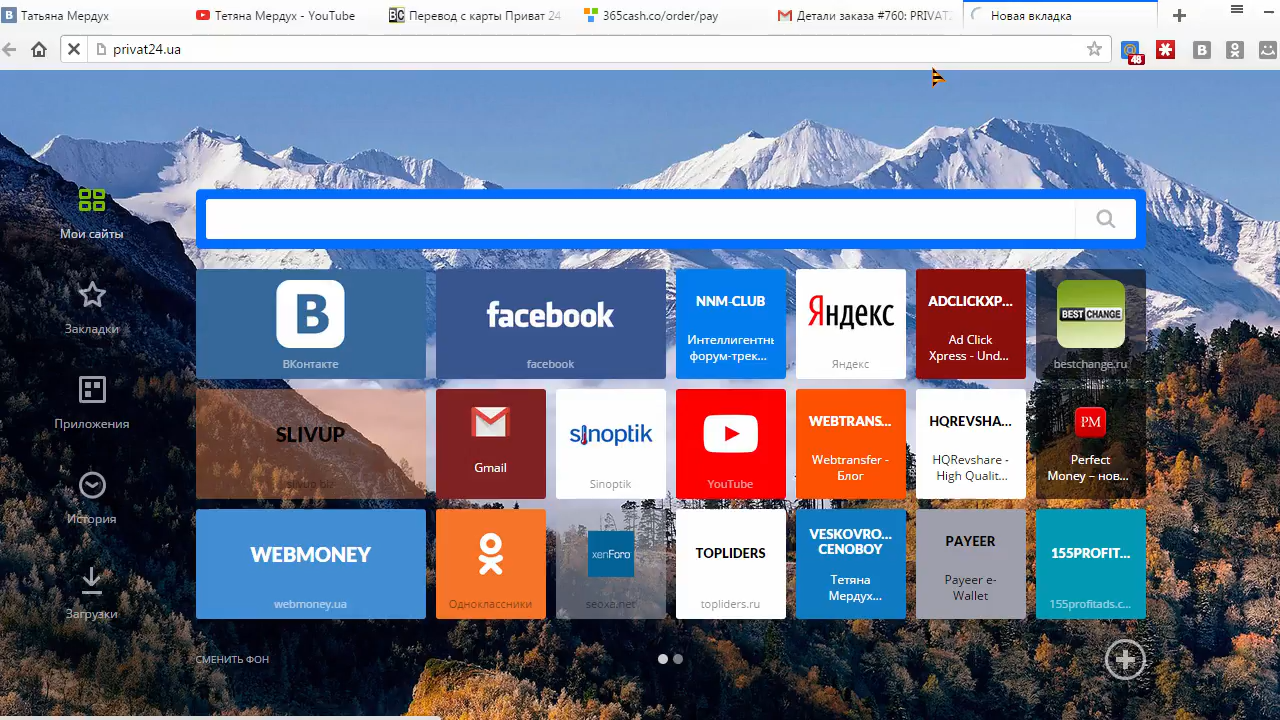 Татьяна Мердух
Тетяна Мердух - YouTube
Перевод с карты Приват 24
365cash.co/order/pay
Детали заказа #760: PRIVAT2
Новая вкладка
privat24.ua
48
Мои сайты
Закладки
Приложения
История
Загрузки
ВКонтакте
facebook
facebook
NNM-CLUB
Интеллигентн
форум-трек...
Яндекс
Яндекс
ADCLICKXP...
Ad Click
Xpress - Und...
BESTCHANGE
bestchange.ru
SLIVUP
slivup.biz
Gmail
sinoptik
Sinoptik
YouTube
WEBTRANS...
Webtransfer -
Блог
HQREVSHA...
HQRevshare -
High Qualit...
PM
Perfect
Money – нов...
WEBMONEY
webmoney.ua
Одноклассники
xenForo
seoxa.net
TOPLIDERS
topliders.ru
VESKOVRO...
CENOBOY
Тетяна
Мердух...
PAYEER
Payeer e-
Wallet
155PROFIT...
155profitads.c...
СМЕНИТЬ ФОН